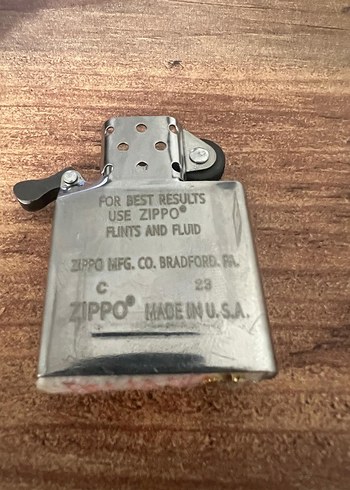 FOR BEST RESULTS
USE ZIPPO®
FLINTS AND FLUID
ZIPPO MFG. CO. BRADFORD. PA.
C 23
ZIPPO® MADE IN U.S.A.